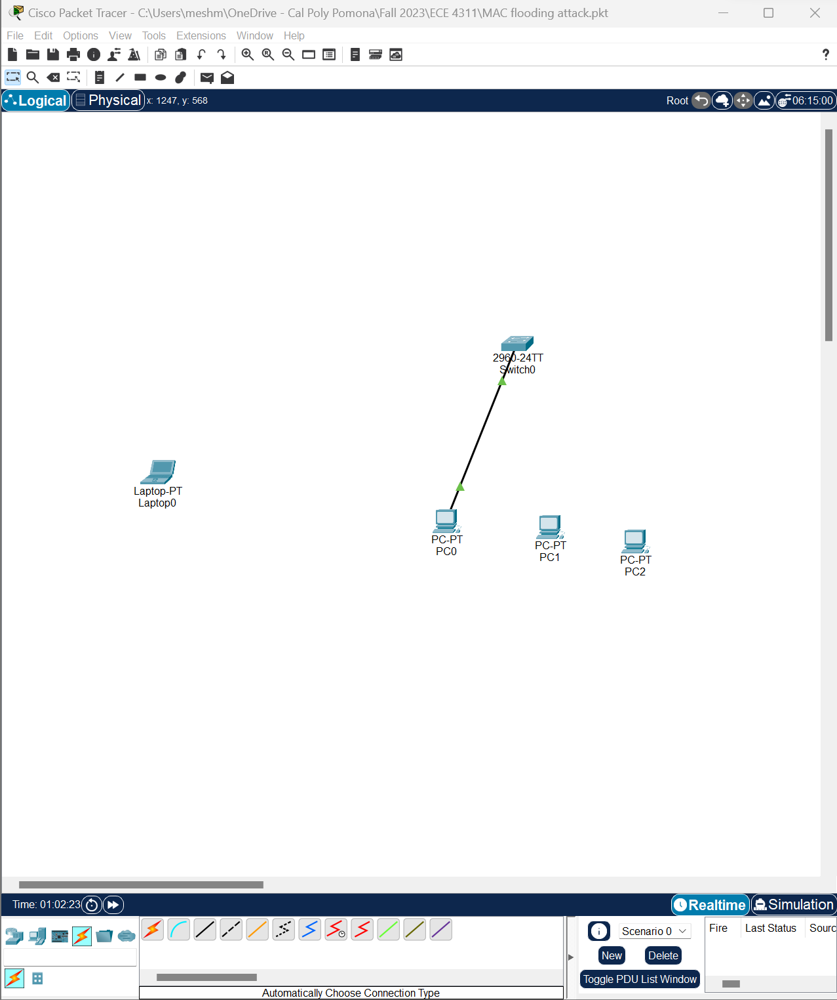 Cisco Packet Tracer - C:\Users\meshm\OneDrive - Cal Poly Pomona\Fall 2023\ECE 4311\MAC flooding attack.pkt
File Edit Options View Tools Extensions Window Help
?
Logical Physical x: 1247, y: 568 Root 06:15:00
2960-24TT
Switch0
Laptop-PT
Laptop0
PC-PT
PC0
PC-PT
PC1
PC-PT
PC2
Time: 01:02:23 Realtime Simulation
Scenario 0
Fire Last Status Sourc
New Delete
Toggle PDU List Window
Automatically Choose Connection Type